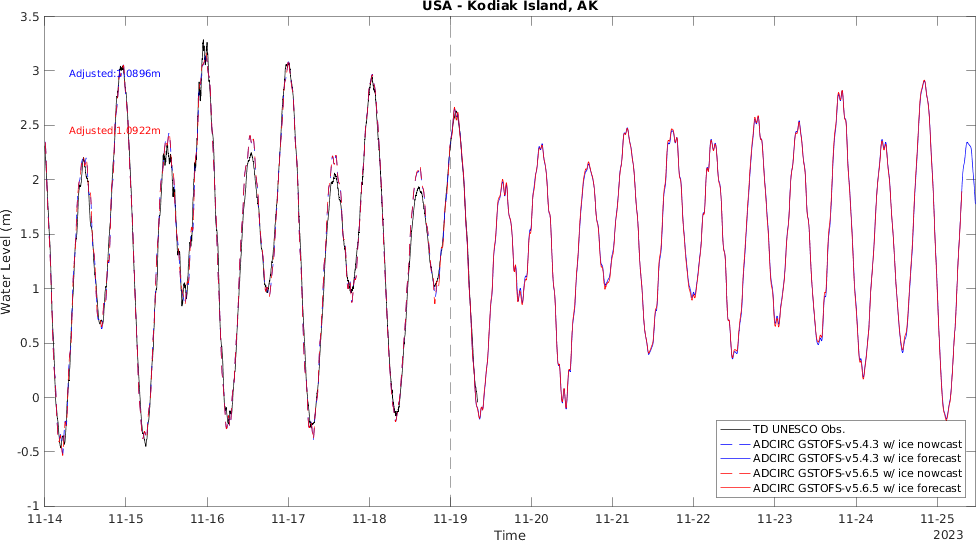 USA - Kodiak Island, AK
3.5
3
2.5
2
1.5
1
0.5
0
-0.5
-1
Water Level (m)
Adjusted:1.0896m
Adjusted:1.0922m
TD UNESCO Obs.
ADCIRC GSTOFS-v5.4.3 w/ ice nowcast
ADCIRC GSTOFS-v5.4.3 w/ ice forecast
ADCIRC GSTOFS-v5.6.5 w/ ice nowcast
ADCIRC GSTOFS-v5.6.5 w/ ice forecast
11-14 11-15 11-16 11-17 11-18 11-19 11-20 11-21 11-22 11-23 11-24 11-25
Time 2023